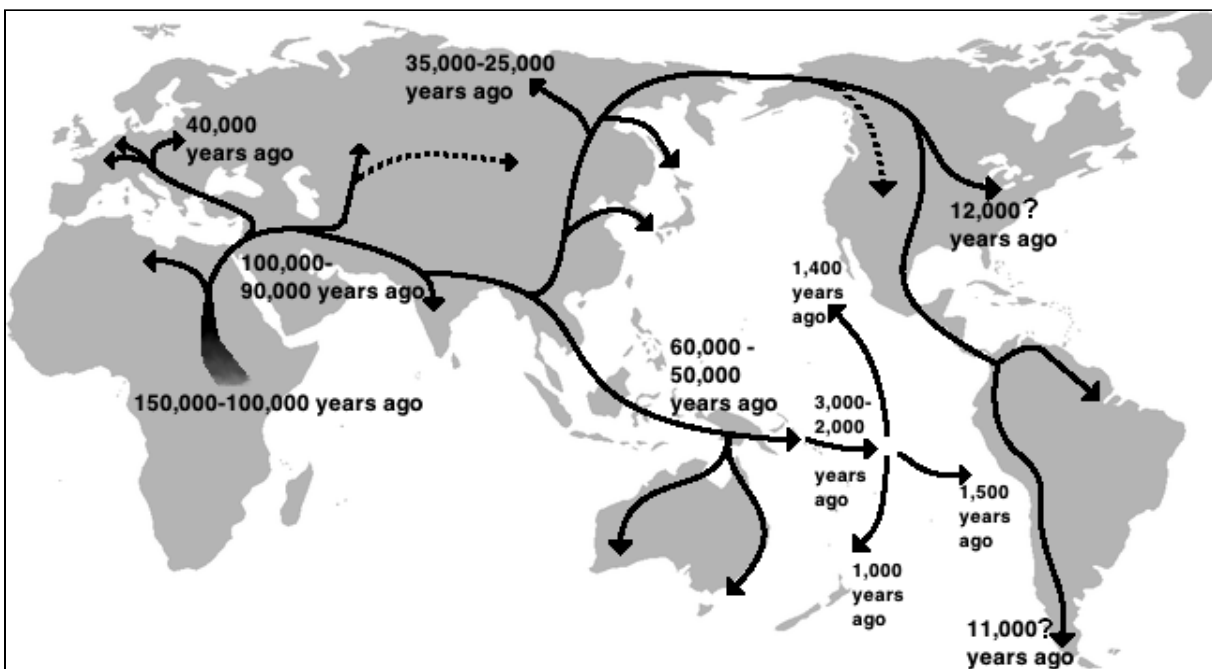 35,000-25,000
years ago
40,000
years ago
12,000?
years ago
100,000-
90,000 years ago
1,400
years
ago
60,000 -
50,000
years ago
150,000-100,000 years ago
3,000-
2,000
years
ago
1,500
years
ago
1,000
years
ago
11,000?
years ago